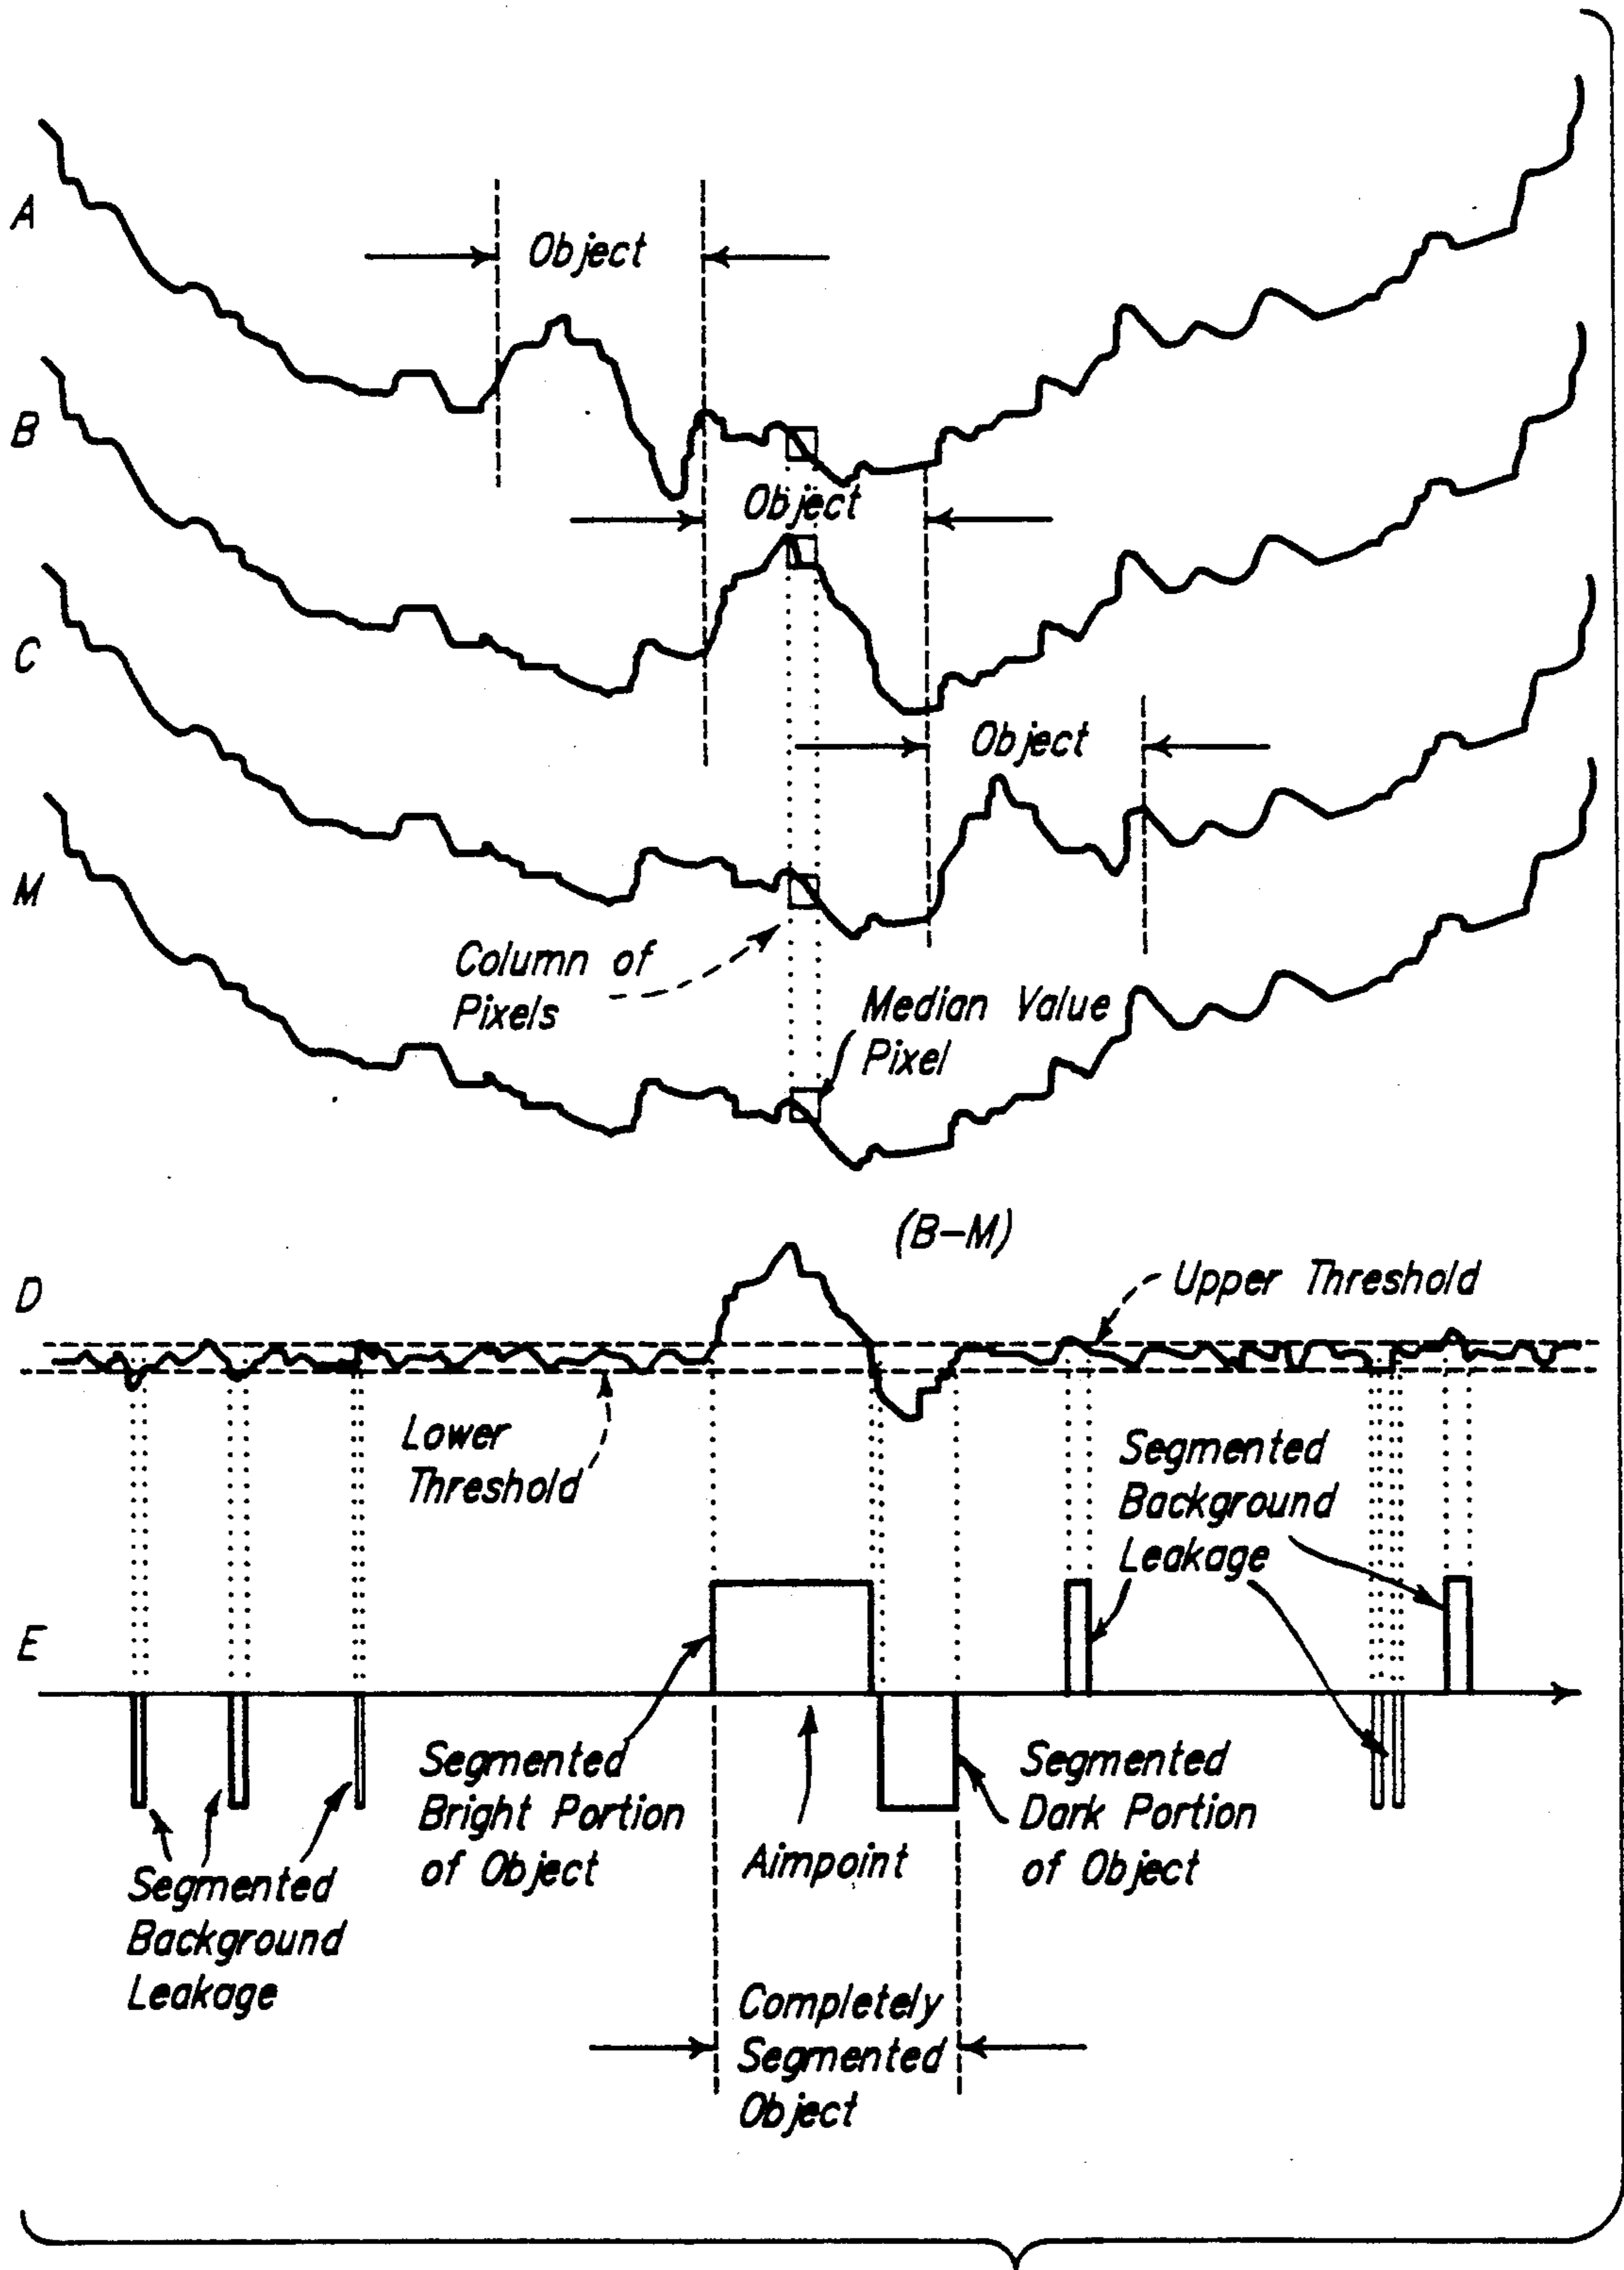 A
Object
B
Object
C
Object
M
Column of
Pixels
Median Value
Pixel
(B-M)
D
Upper Threshold
Lower
Threshold
Segmented
Background
Leakage
E
Segmented
Bright Portion
of Object
Aimpoint
Segmented
Dark Portion
of Object
Segmented
Background
Leakage
Completely
Segmented
Object